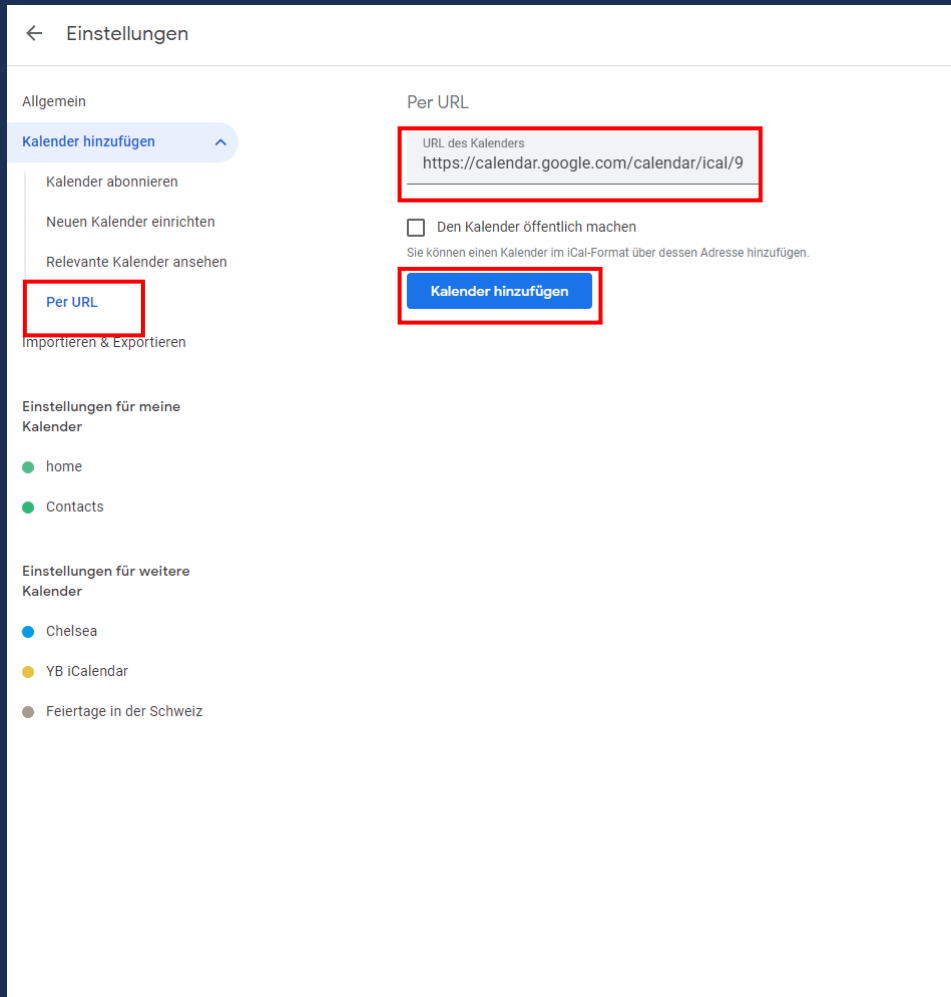 Einstellungen
Allgemein
Kalender hinzufügen
Kalender abonnieren
Neuen Kalender einrichten
Relevante Kalender ansehen
Per URL
Importieren & Exportieren
Einstellungen für meine
Kalender
home
Contacts
Einstellungen für weitere
Kalender
Chelsea
YB iCalendar
Feiertage in der Schweiz
Per URL
URL des Kalenders
https://calendar.google.com/calendar/ical/9
Den Kalender öffentlich machen
Sie können einen Kalender im iCal-Format über dessen Adresse hinzufügen.
Kalender hinzufügen